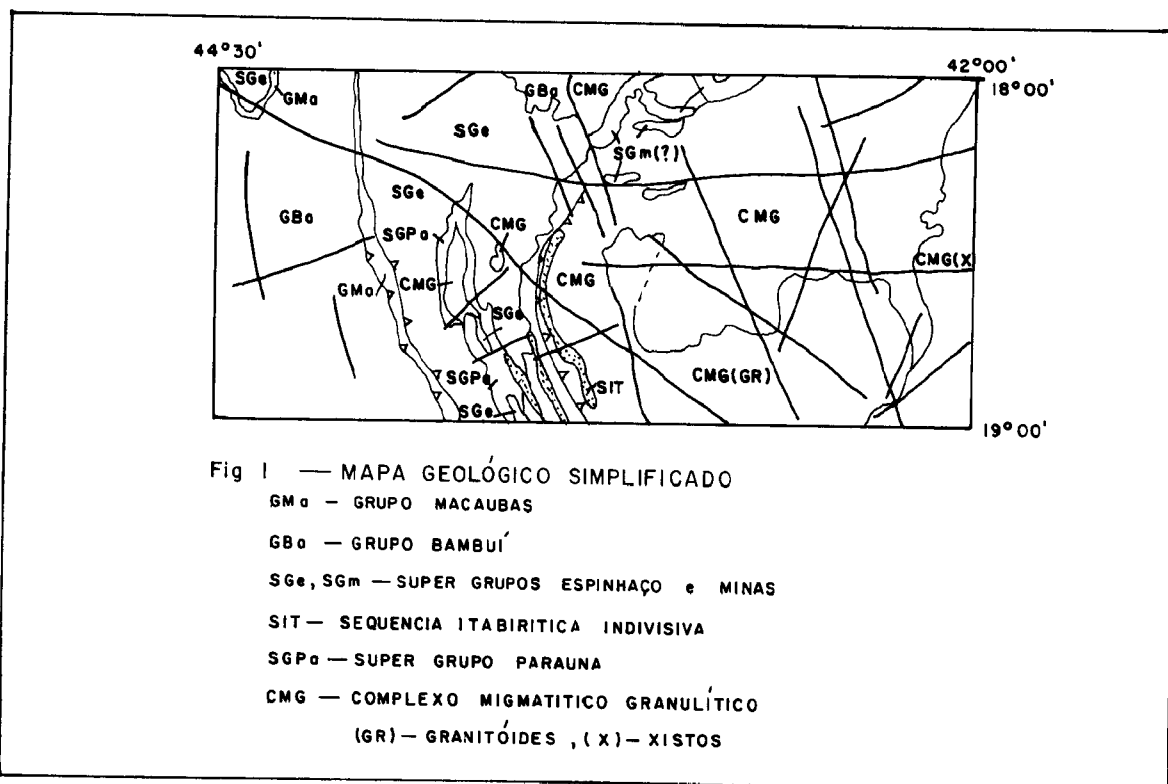 44°30'
42°00'
18°00'
SGe
GMa
GBa
CMG
SGe
SGm(?)
SGe
GBa
CMG
CMG
SGPa
CMG(X)
GMa
CMG
CMG
SGe
SGPa
CMG(GR)
SIT
SGe
19°00'
Fig 1 — MAPA GEOLÓGICO SIMPLIFICADO
GMa — GRUPO MACAUBAS
GBa — GRUPO BAMBUÍ
SGe, SGm — SUPER GRUPOS ESPINHAÇO e MINAS
SIT — SEQUENCIA ITABIRITICA INDIVISIVA
SGPa — SUPER GRUPO PARAUNA
CMG — COMPLEXO MIGMATITICO GRANULÍTICO
(GR) — GRANITÓIDES , (X) — XISTOS